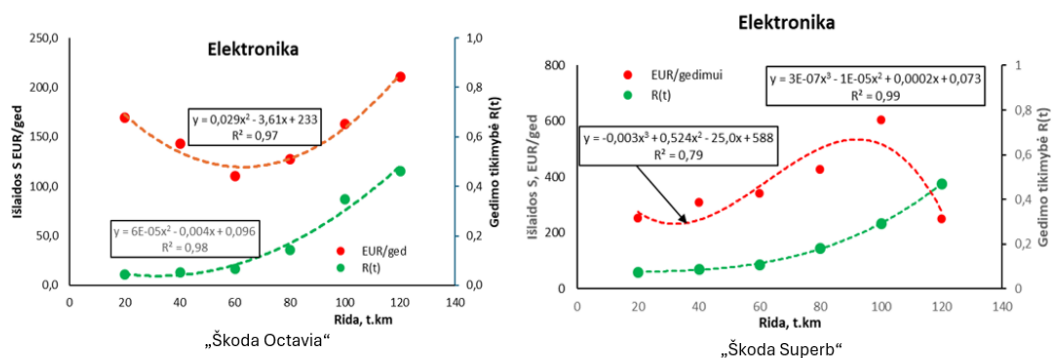 Elektronika
Išlaidos S EUR/ged
250,0
200,0
150,0
100,0
50,0
0,0
y = 0,029x² - 3,61x + 233
R² = 0,97
y = 6E-05x² - 0,004x + 0,096
R² = 0,98
EUR/ged
R(t)
1,0
0,8
0,6
0,4
0,2
0,0
Gedimo tikimybė R(t)
0 20 40 60 80 100 120 140
Rida, t.km
„Škoda Octavia“
Elektronika
Išlaidos S, EUR/ged
800
600
400
200
0
EUR/gedimui
R(t)
y = 3E-07x³ - 1E-05x² + 0,0002x + 0,073
R² = 0,99
y = -0,003x³ + 0,524x² - 25,0x + 588
R² = 0,79
1
0,8
0,6
0,4
0,2
0
Gedimo tikimybė R(t)
0 20 40 60 80 100 120 140
Rida, t.km
„Škoda Superb“